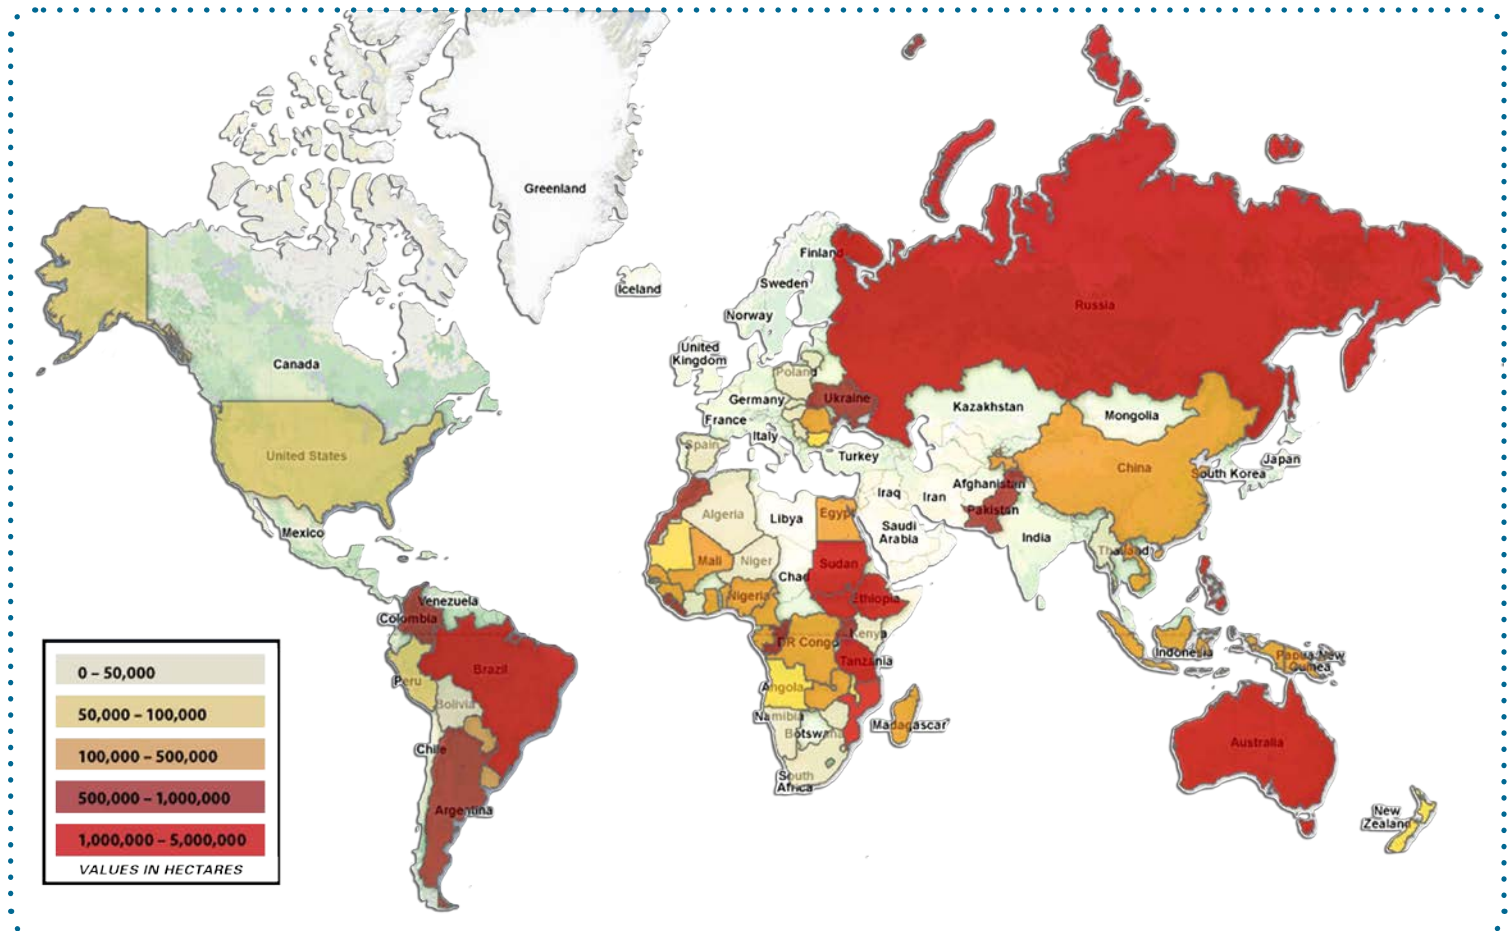 Greenland
Iceland
Finland
Sweden
Norway
Russia
United
Kingdom
Canada
Poland
Germany
Ukraine
Kazakhstan
Mongolia
France
Italy
Spain
Turkey
United States
China
Japan
South Korea
Afghanistan
Iraq
Iran
Pakistan
Algeria
Libya
Egypt
Saudi
Arabia
India
Mexico
Thailand
Mali
Niger
Chad
Sudan
Nigeria
Ethiopia
Venezuela
Colombia
DR Congo
Kenya
Tanzania
Indonesia
Papua New
Guinea
Brazil
Peru
Angola
Bolivia
Namibia
Botswana
Madagascar
Chile
Australia
South
Africa
Argentina
New
Zealand
0 – 50,000
50,000 – 100,000
100,000 – 500,000
500,000 – 1,000,000
1,000,000 – 5,000,000
VALUES IN HECTARES